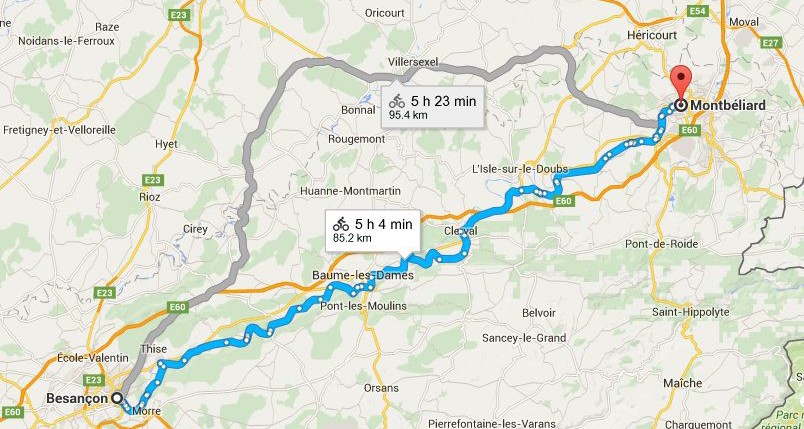 Oricourt
E23
E54
Moval
Raze
Noidans-le-Ferroux
Héricourt
E27
Villersexel
5 h 23 min
95.4 km
Montbéliard
Bonnal
E60
Fretigney-et-Velloreille
Rougemont
Hyet
L'Isle-sur-le-Doubs
E23
Rioz
Huanne-Montmartin
E60
5 h 4 min
85.2 km
Cirey
Clerval
Pont-de-Roide
Baume-les-Dames
E23
E60
Pont-les-Moulins
Belvoir
Saint-Hippolyte
Sancey-le-Grand
École-Valentin
Thise
E23
Orsans
Maîche
Besançon
E60
Morre
Pierrefontaine-les-Varans
Charquemont
Parc n
régional